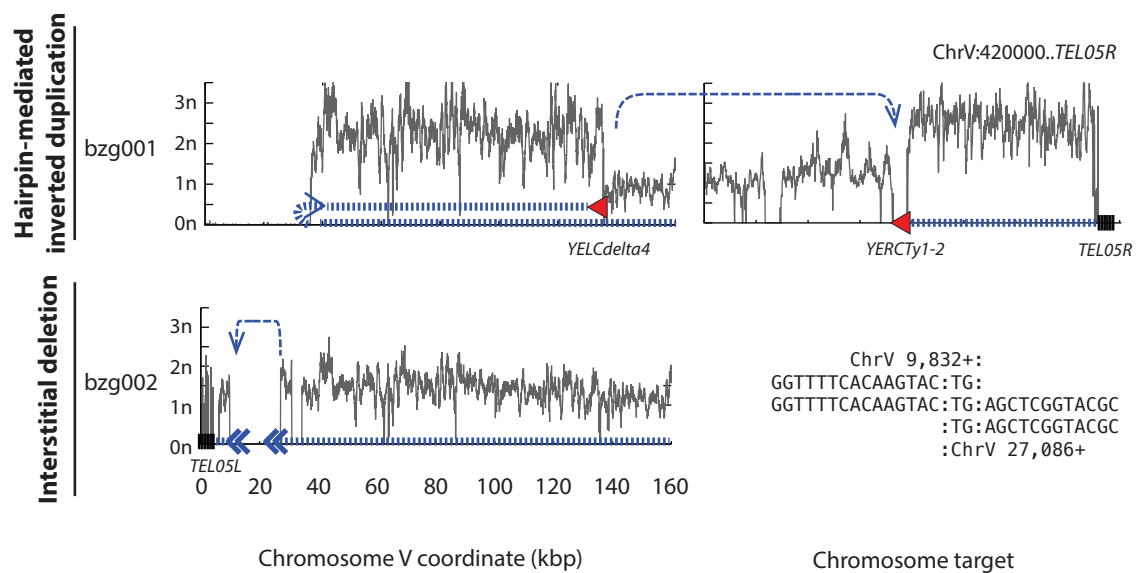 Hairpin-mediated
inverted duplication
bzg001
3n
2n
1n
0n
YELCdelta4
ChrV:420000..TEL05R
YERCTy1-2
TEL05R
Interstitial deletion
bzg002
3n
2n
1n
0n
TEL05L
0 20 40 60 80 100 120 140 160
Chromosome V coordinate (kbp)
ChrV 9,832+:
GGTTTTCACAAGTAC:TG:
GGTTTTCACAAGTAC:TG:AGCTCGGTACGC
:TG:AGCTCGGTACGC
:ChrV 27,086+
Chromosome target